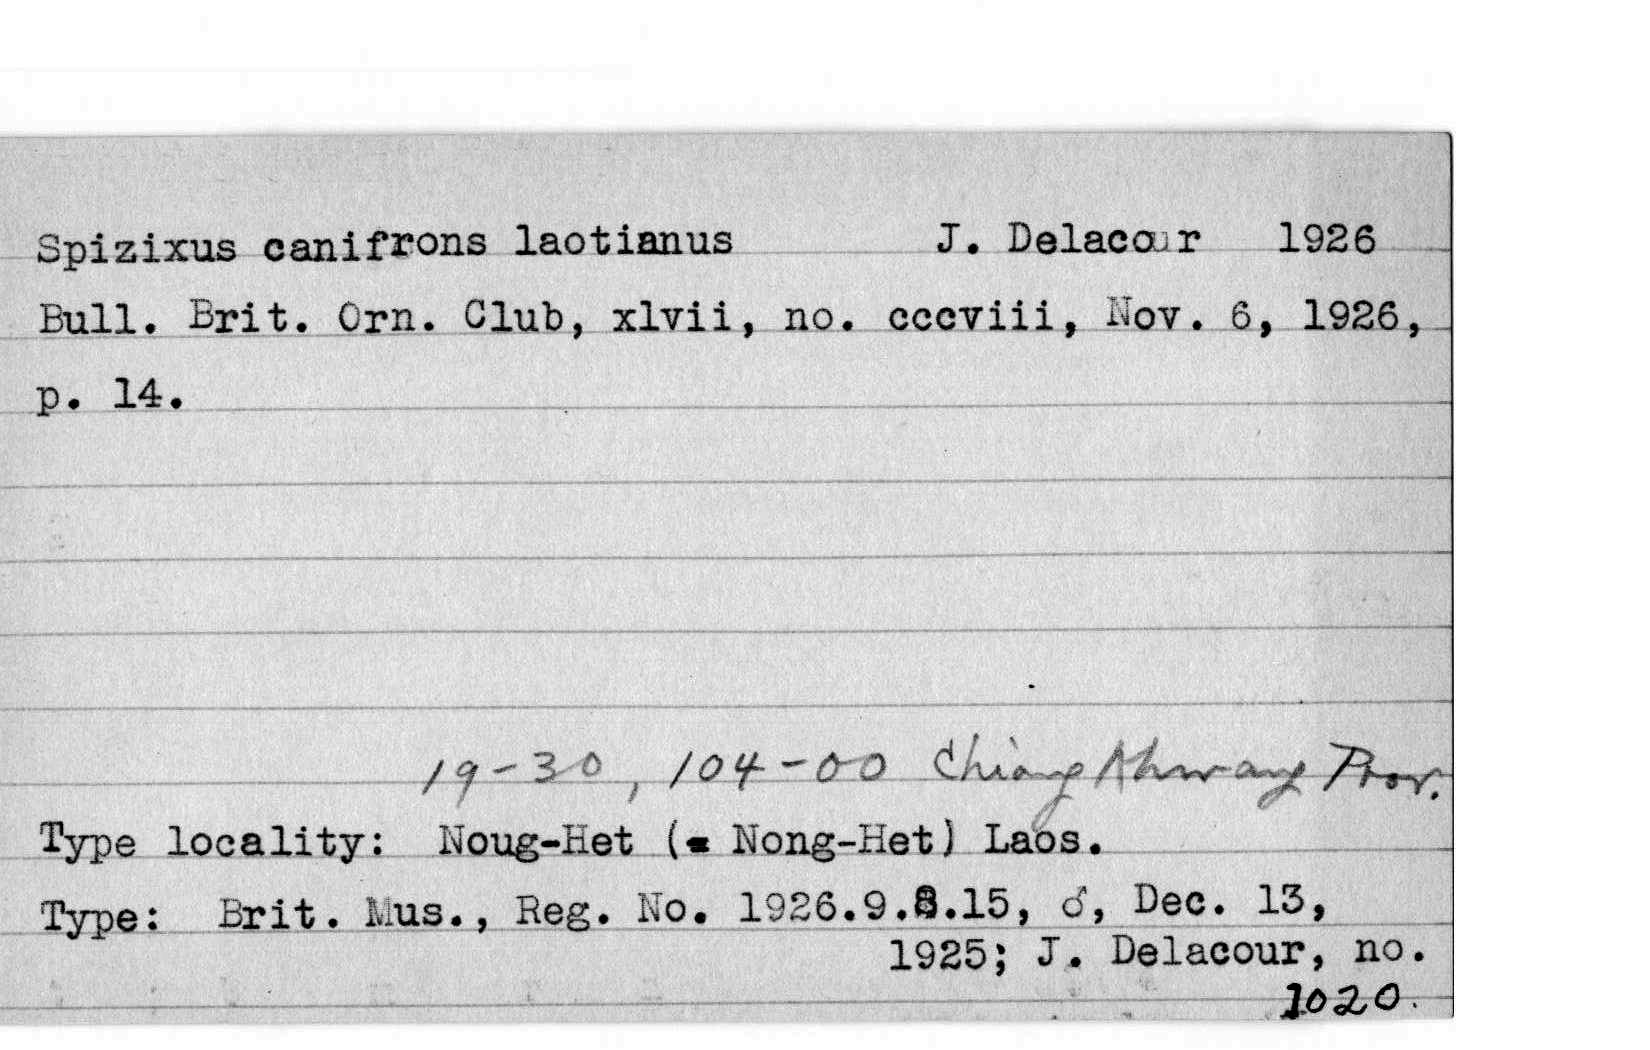 Spizixus canifrons laotianus J. Delacour 1926
Bull. Brit. Orn. Club, xlvii, no. cccviii, Nov. 6, 1926,
p. 14.
19-30, 104-00 Chiang Khwang Prov.
Type locality: Noug-Het (= Nong-Het) Laos.
Type: Brit. Mus., Reg. No. 1926.9.8.15, ♂, Dec. 13,
1925; J. Delacour, no.
1020.